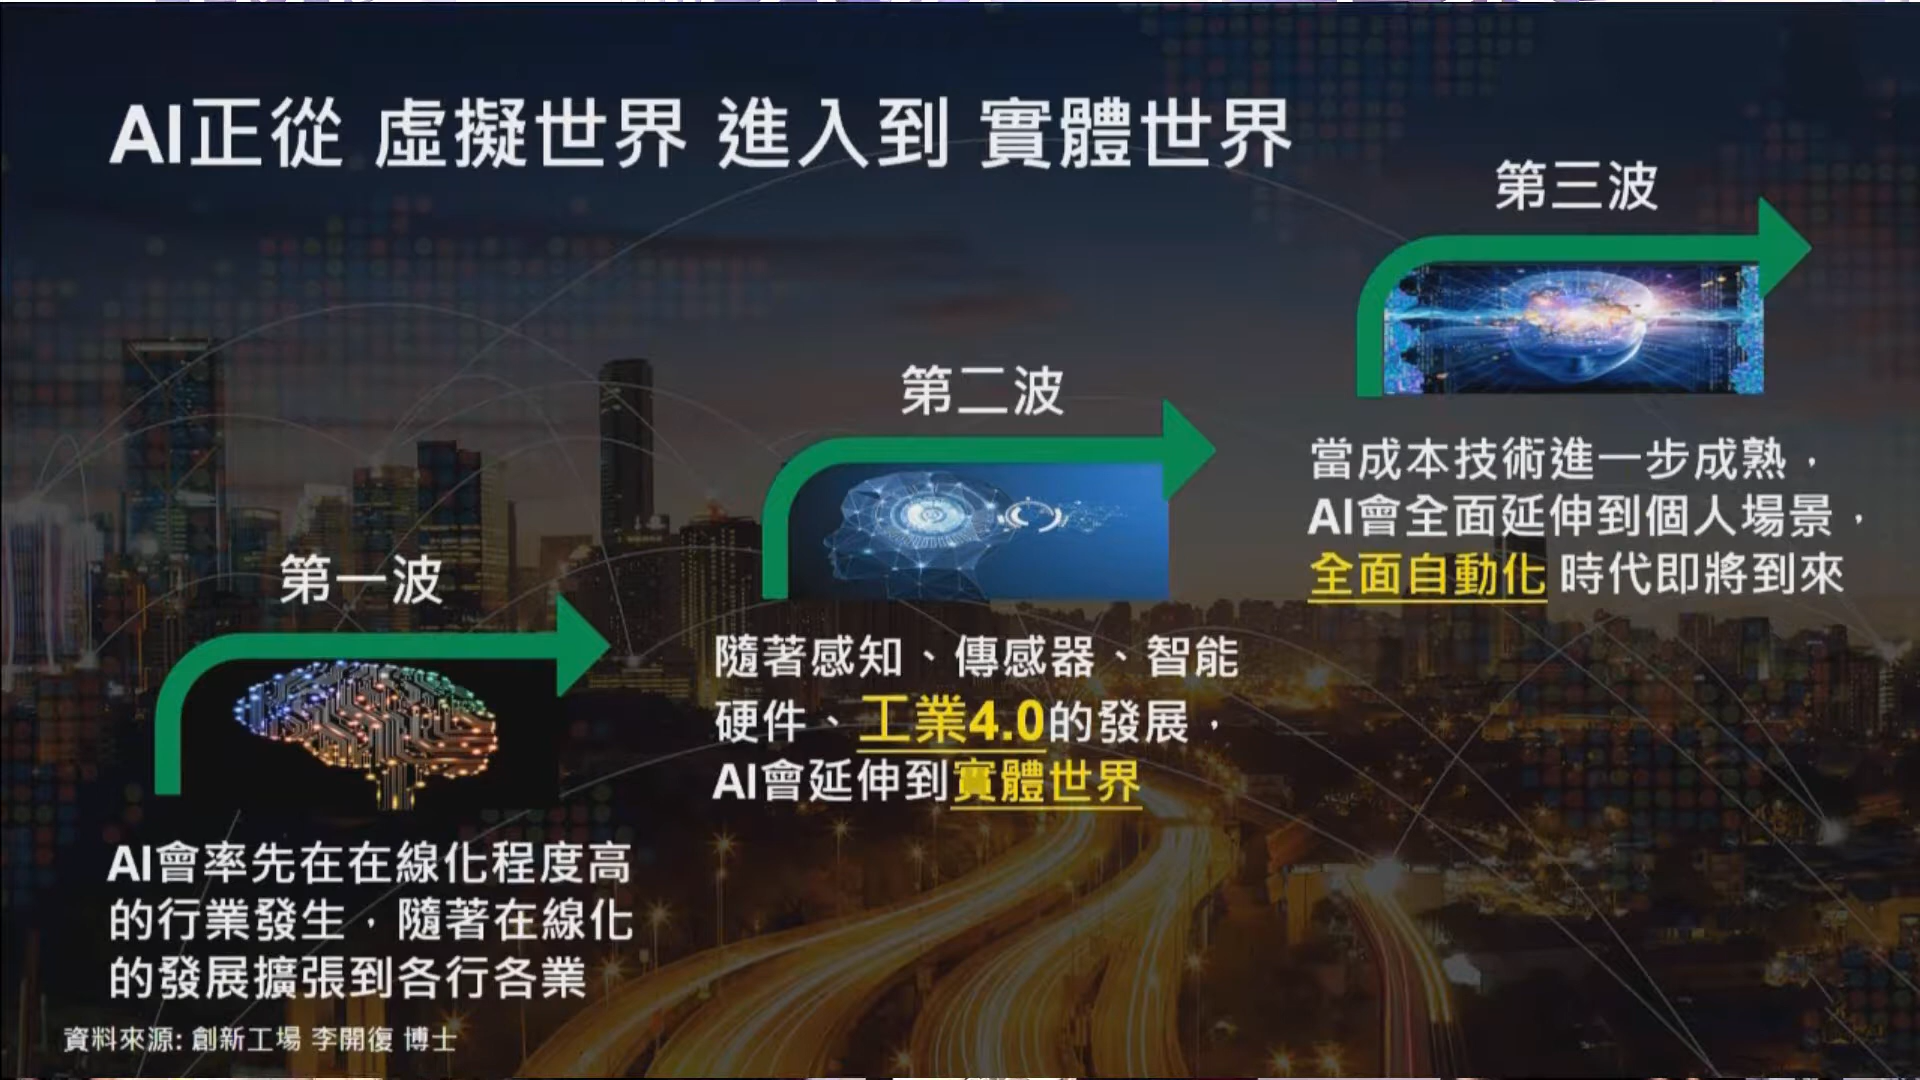 AI正從 虛擬世界 進入到 實體世界
第一波
AI會率先在在線化程度高
的行業發生，隨著在線化
的發展擴張到各行各業
第二波
隨著感知、傳感器、智能
硬件、工業4.0的發展，
AI會延伸到實體世界
第三波
當成本技術進一步成熟，
AI會全面延伸到個人場景，
全面自動化 時代即將到來
資料來源: 創新工場 李開復 博士